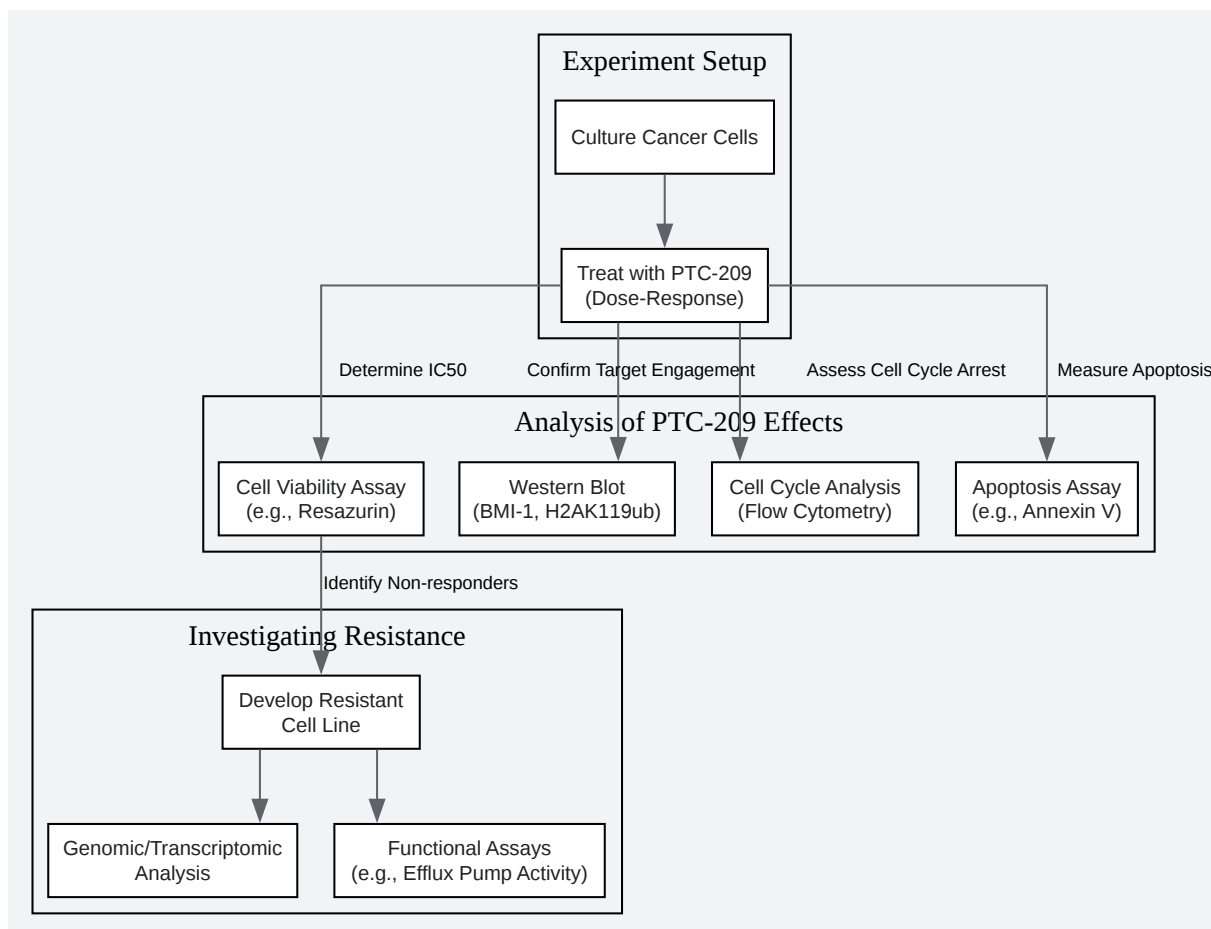 Experiment Setup
Culture Cancer Cells
Treat with PTC-209
(Dose-Response)
Determine IC50
Confirm Target Engagement
Assess Cell Cycle Arrest
Measure Apoptosis
Analysis of PTC-209 Effects
Cell Viability Assay
(e.g., Resazurin)
Western Blot
(BMI-1, H2AK119ub)
Cell Cycle Analysis
(Flow Cytometry)
Apoptosis Assay
(e.g., Annexin V)
Identify Non-responders
Investigating Resistance
Develop Resistant
Cell Line
Genomic/Transcriptomic
Analysis
Functional Assays
(e.g., Efflux Pump Activity)